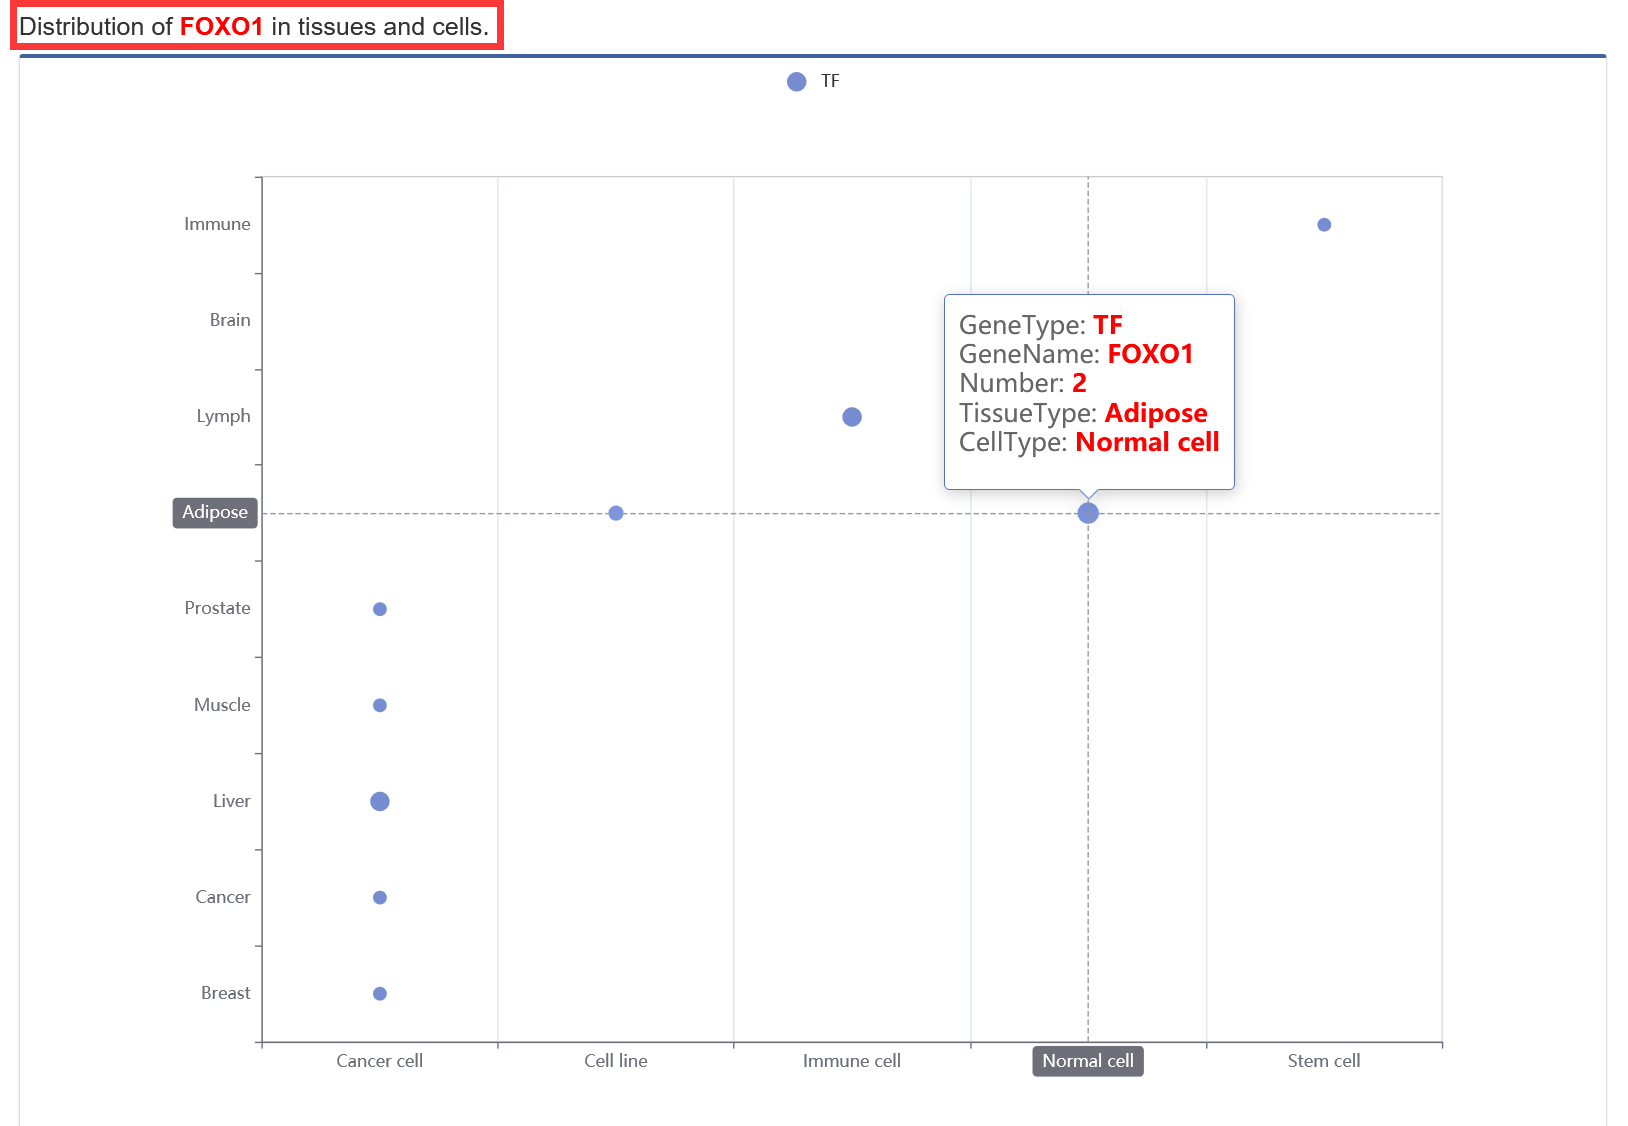 Distribution of FOXO1 in tissues and cells.
TF
Immune
Brain
Lymph
Adipose
Prostate
Muscle
Liver
Cancer
Breast
GeneType: TF
GeneName: FOXO1
Number: 2
TissueType: Adipose
CellType: Normal cell
Cancer cell
Cell line
Immune cell
Normal cell
Stem cell